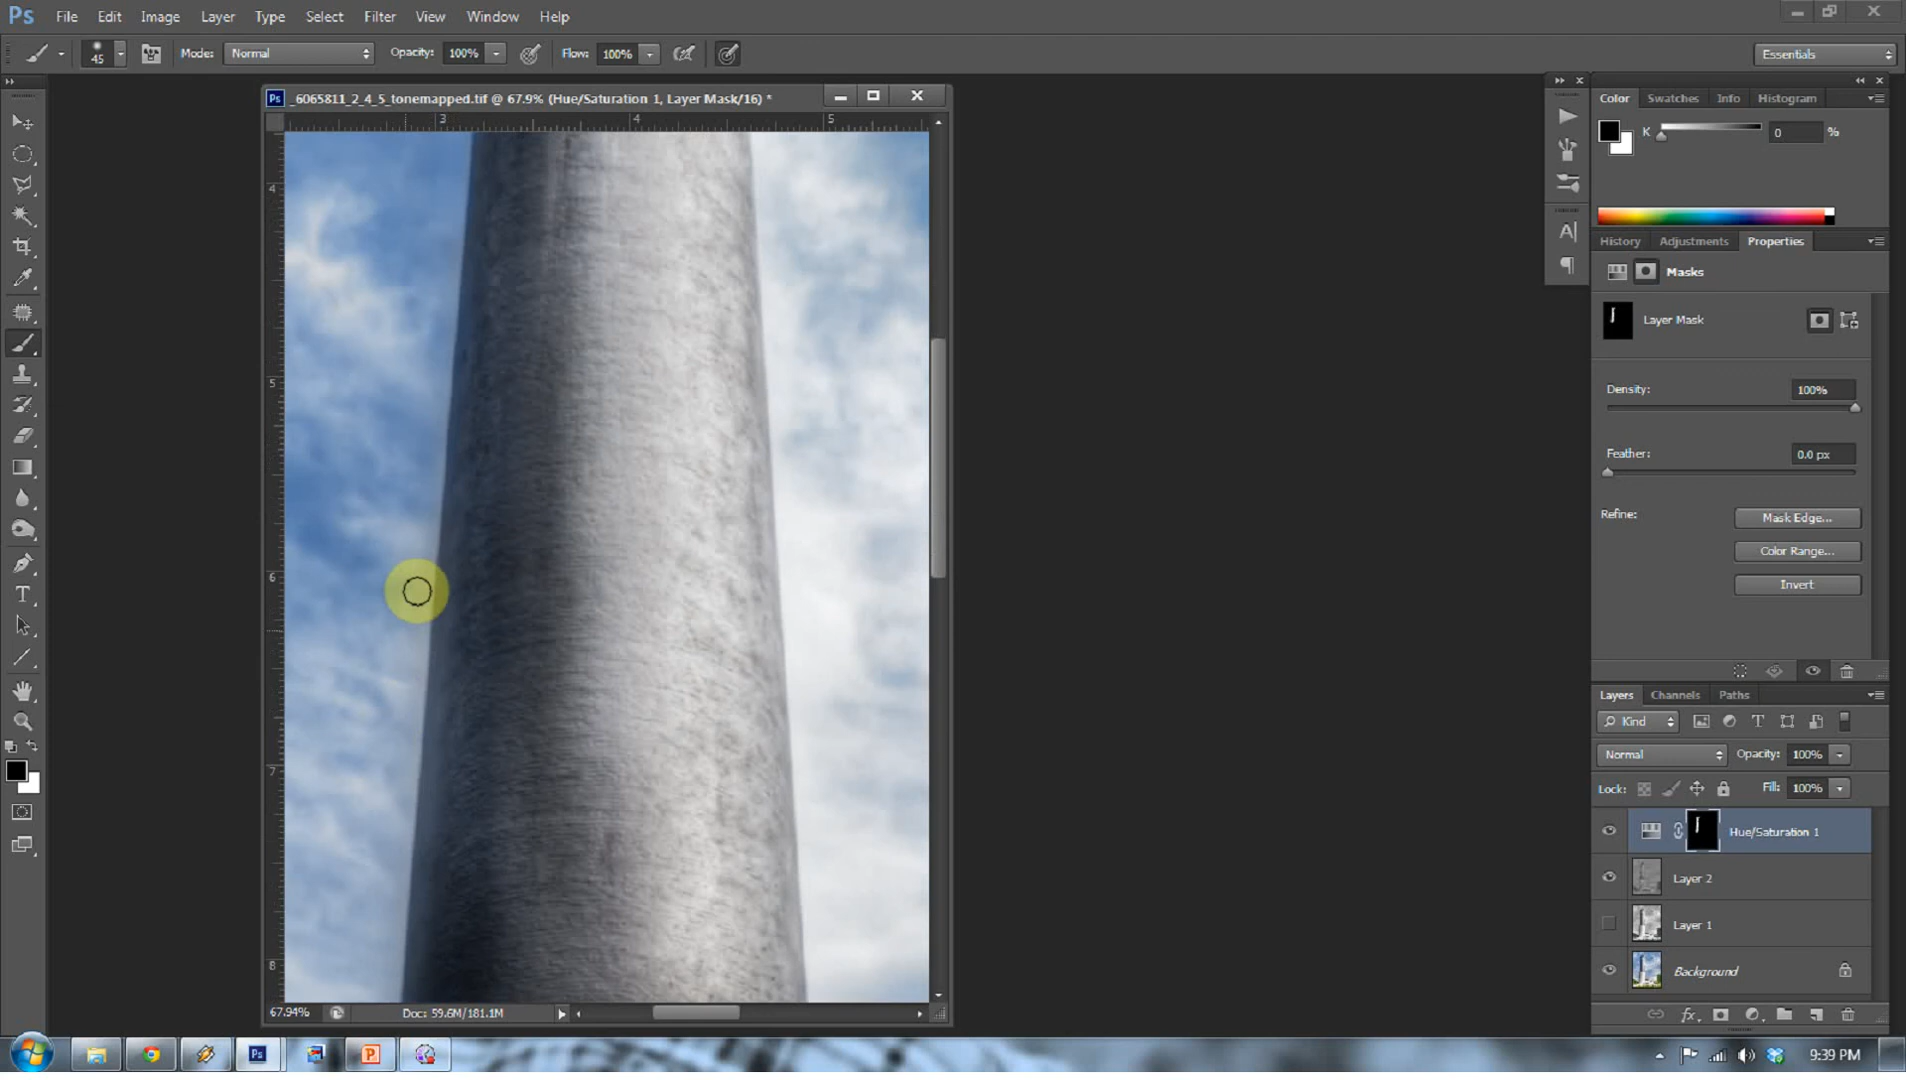 Ps File Edit Image Layer Type Select Filter View Window Help
45 Mode: Normal Opacity: 100% Flow: 100% Essentials
Ps _6065811_2_4_5_tonemapped.tif @ 67.9% (Hue/Saturation 1, Layer Mask/16) *
3 4 5
4
5
6
7
8
67.94% Doc: 59.6M/181.1M
Color Swatches Info Histogram
K 0 %
History Adjustments Properties
Masks
Layer Mask
Density: 100%
Feather: 0.0 px
Refine: Mask Edge...
Color Range...
Invert
Layers Channels Paths
Kind
Normal Opacity: 100%
Lock: Fill: 100%
Hue/Saturation 1
Layer 2
Layer 1
Background
fx
9:39 PM